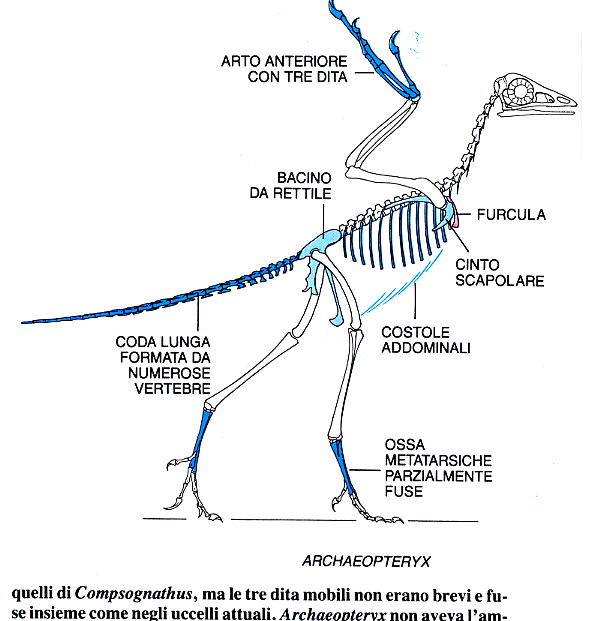 ARTO ANTERIORE
CON TRE DITA
BACINO
DA RETTILE
FURCULA
CINTO
SCAPOLARE
CODA LUNGA
FORMATA DA
NUMEROSE
VERTEBRE
COSTOLE
ADDOMINALI
OSSA
METATARSICHE
PARZIALMENTE
FUSE
ARCHAEOPTERYX
quelli di Compsognathus, ma le tre dita mobili non erano brevi e fu-
se insieme come negli uccelli attuali. Archaeopteryx non aveva l'am-